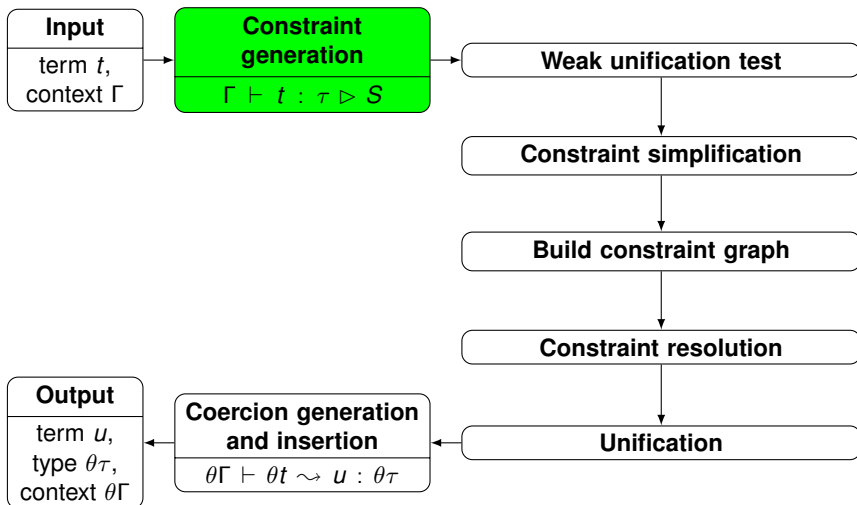 Input
term t,
context Γ
Constraint
generation
Γ ⊢ t : τ ▷ S
Weak unification test
Constraint simplification
Build constraint graph
Constraint resolution
Unification
Coercion generation
and insertion
θΓ ⊢ θt ⇝ u : θτ
Output
term u,
type θτ,
context θΓ